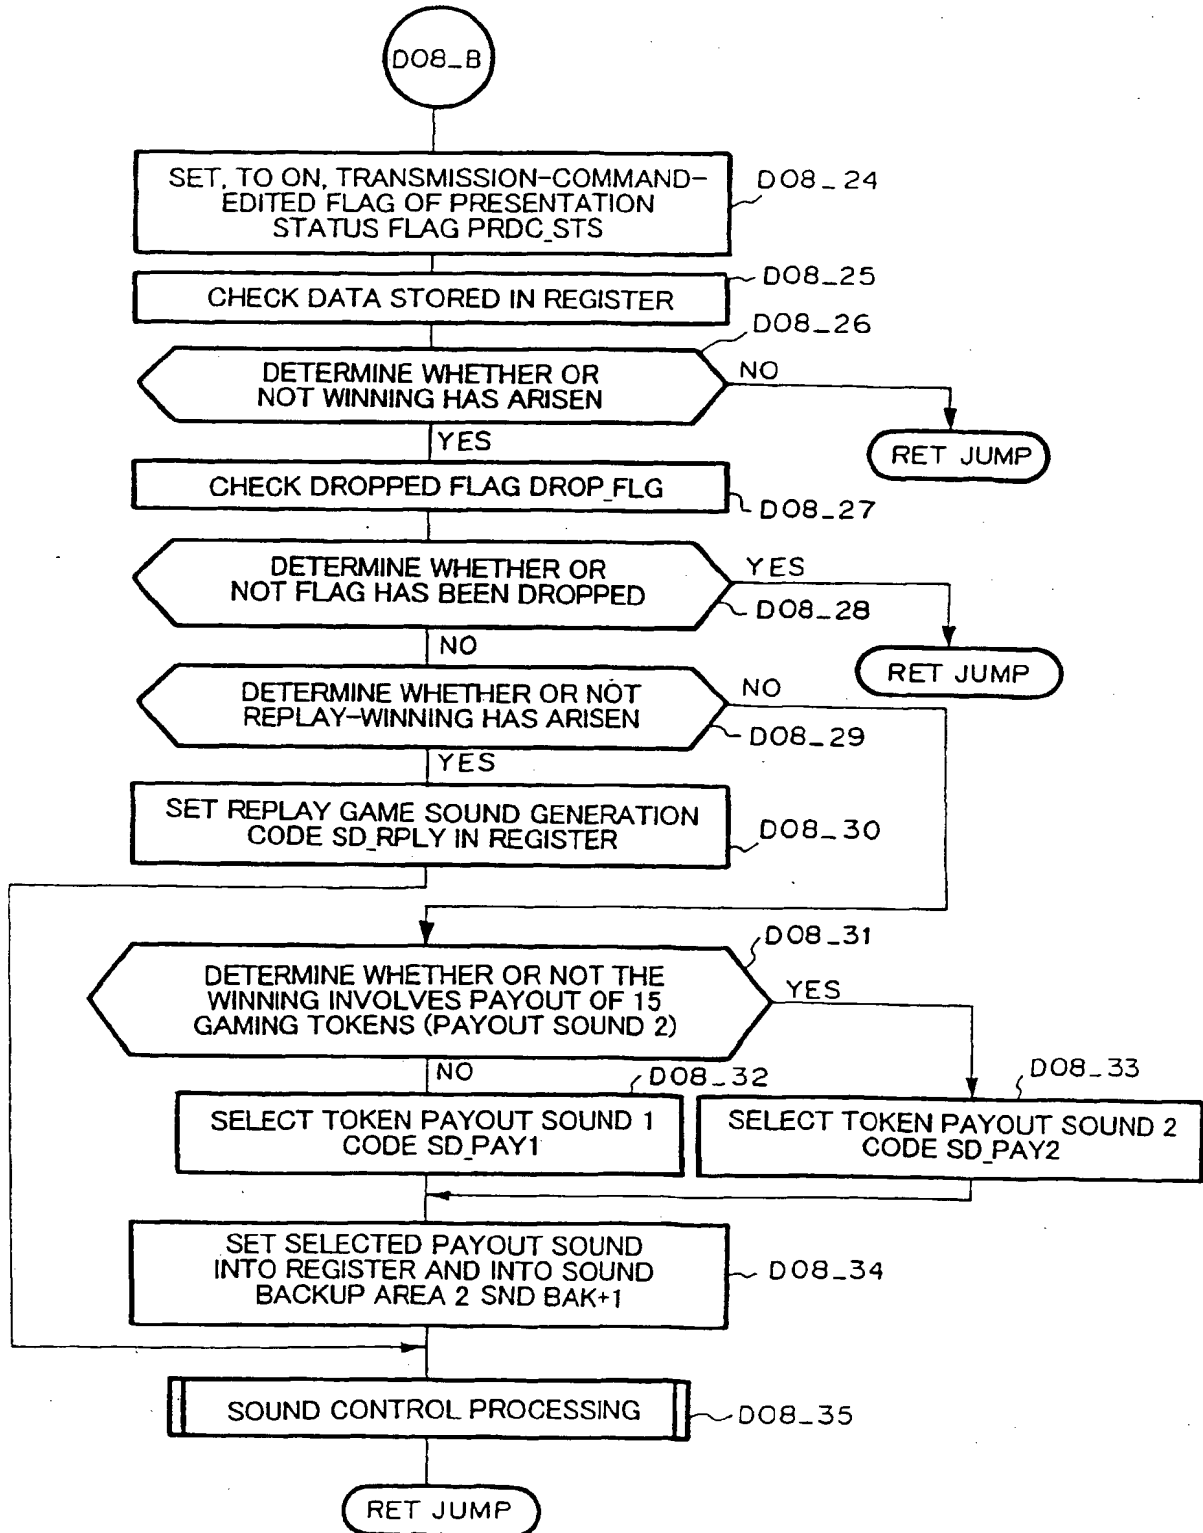 D08_B
SET, TO ON, TRANSMISSION-COMMAND-
EDITED FLAG OF PRESENTATION
STATUS FLAG PRDC_STS
D08_24
CHECK DATA STORED IN REGISTER
D08_25
DETERMINE WHETHER OR
NOT WINNING HAS ARISEN
D08_26
NO
RET JUMP
YES
CHECK DROPPED FLAG DROP_FLG
D08_27
DETERMINE WHETHER OR
NOT FLAG HAS BEEN DROPPED
YES
D08_28
RET JUMP
NO
DETERMINE WHETHER OR NOT
REPLAY-WINNING HAS ARISEN
NO
D08_29
YES
SET REPLAY GAME SOUND GENERATION
CODE SD_RPLY IN REGISTER
D08_30
D08_31
DETERMINE WHETHER OR NOT THE
WINNING INVOLVES PAYOUT OF 15
GAMING TOKENS (PAYOUT SOUND 2)
YES
NO
D08_32
D08_33
SELECT TOKEN PAYOUT SOUND 1
CODE SD_PAY1
SELECT TOKEN PAYOUT SOUND 2
CODE SD_PAY2
SET SELECTED PAYOUT SOUND
INTO REGISTER AND INTO SOUND
BACKUP AREA 2 SND BAK+1
D08_34
SOUND CONTROL PROCESSING
D08_35
RET JUMP